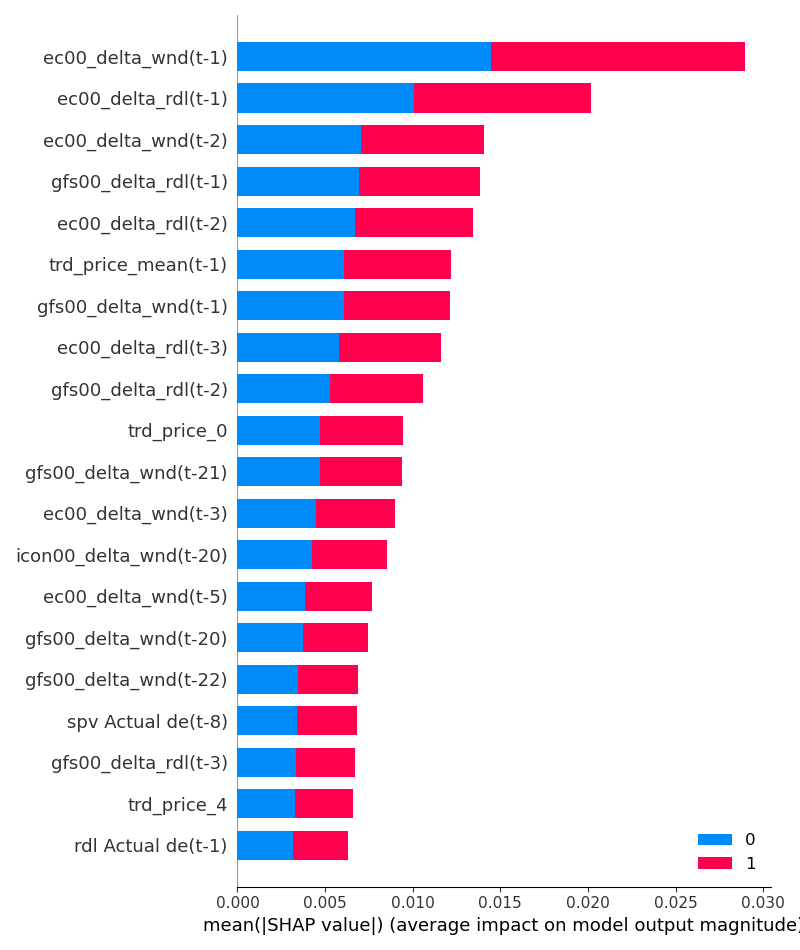 ec00_delta_wnd(t-1)
ec00_delta_rdl(t-1)
ec00_delta_wnd(t-2)
gfs00_delta_rdl(t-1)
ec00_delta_rdl(t-2)
trd_price_mean(t-1)
gfs00_delta_wnd(t-1)
ec00_delta_rdl(t-3)
gfs00_delta_rdl(t-2)
trd_price_0
gfs00_delta_wnd(t-21)
ec00_delta_wnd(t-3)
icon00_delta_wnd(t-20)
ec00_delta_wnd(t-5)
gfs00_delta_wnd(t-20)
gfs00_delta_wnd(t-22)
spv Actual de(t-8)
gfs00_delta_rdl(t-3)
trd_price_4
rdl Actual de(t-1)
0
1
0.000 0.005 0.010 0.015 0.020 0.025 0.030
mean(|SHAP value|) (average impact on model output magnitude)